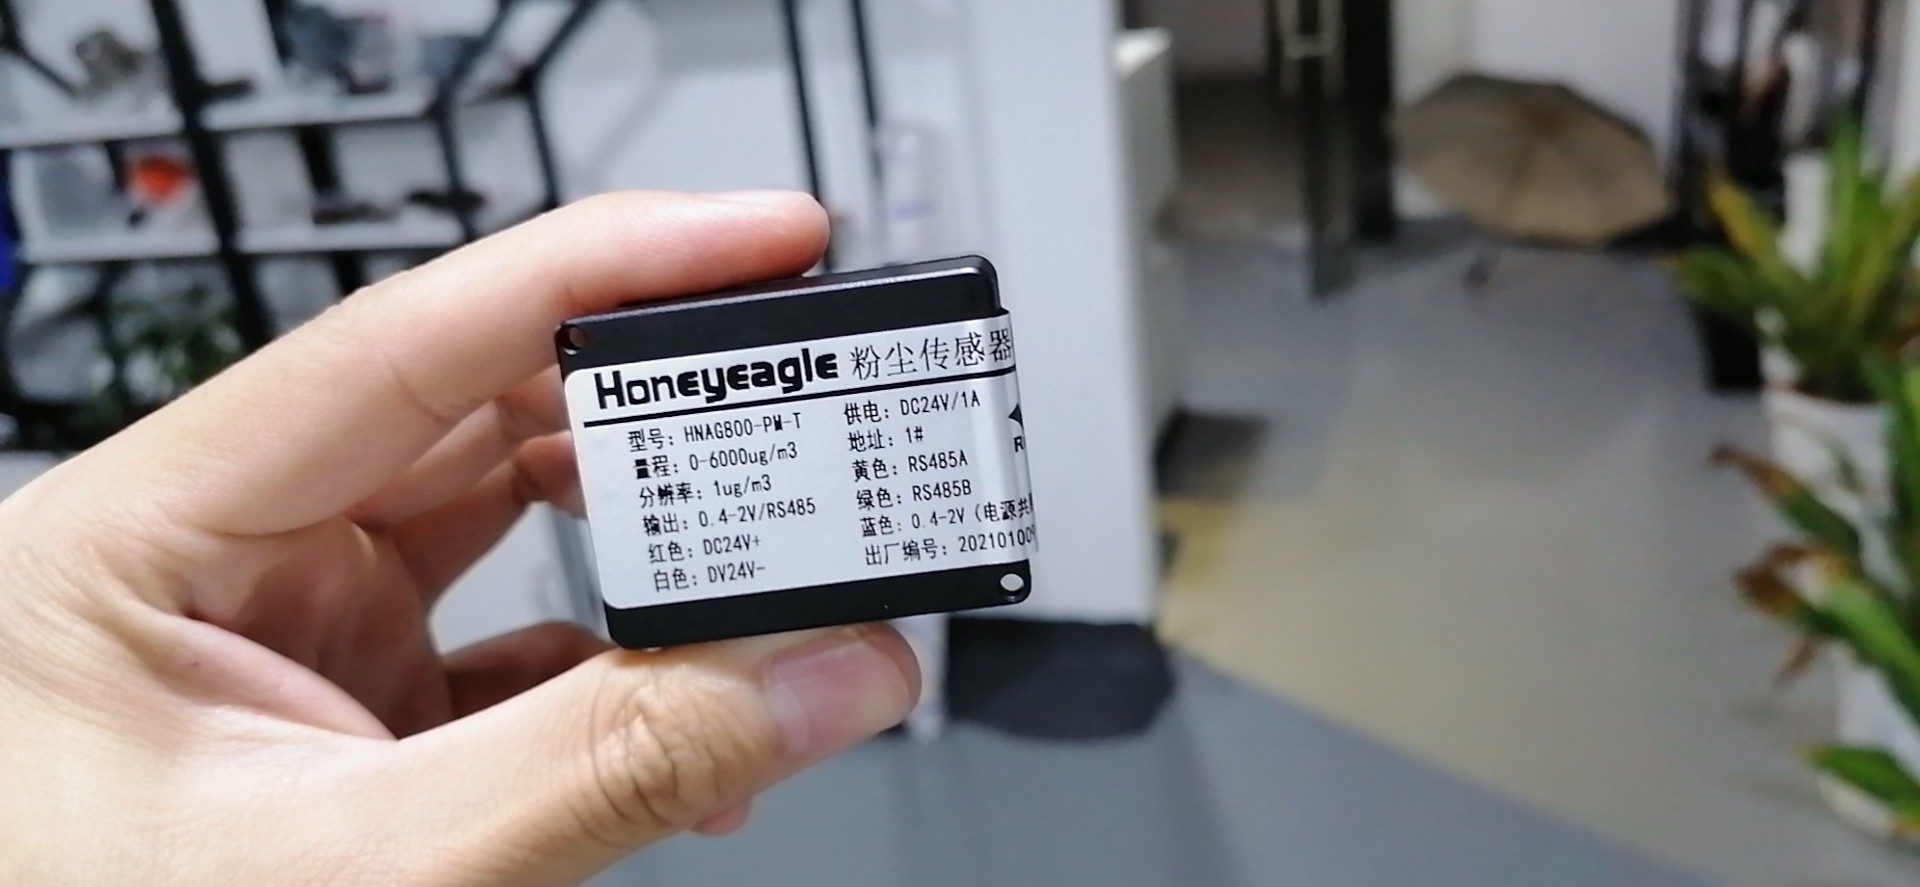 Honeyeagle 粉尘传感器
型号: HNAG800-PM-T
量程: 0-6000ug/m3
分辨率: 1ug/m3
输出: 0.4-2V/RS485
红色: DC24V+
白色: DV24V-
供电: DC24V/1A
地址: 1#
黄色: RS485A
绿色: RS485B
蓝色: 0.4-2V (电源共
出厂编号: 20210100